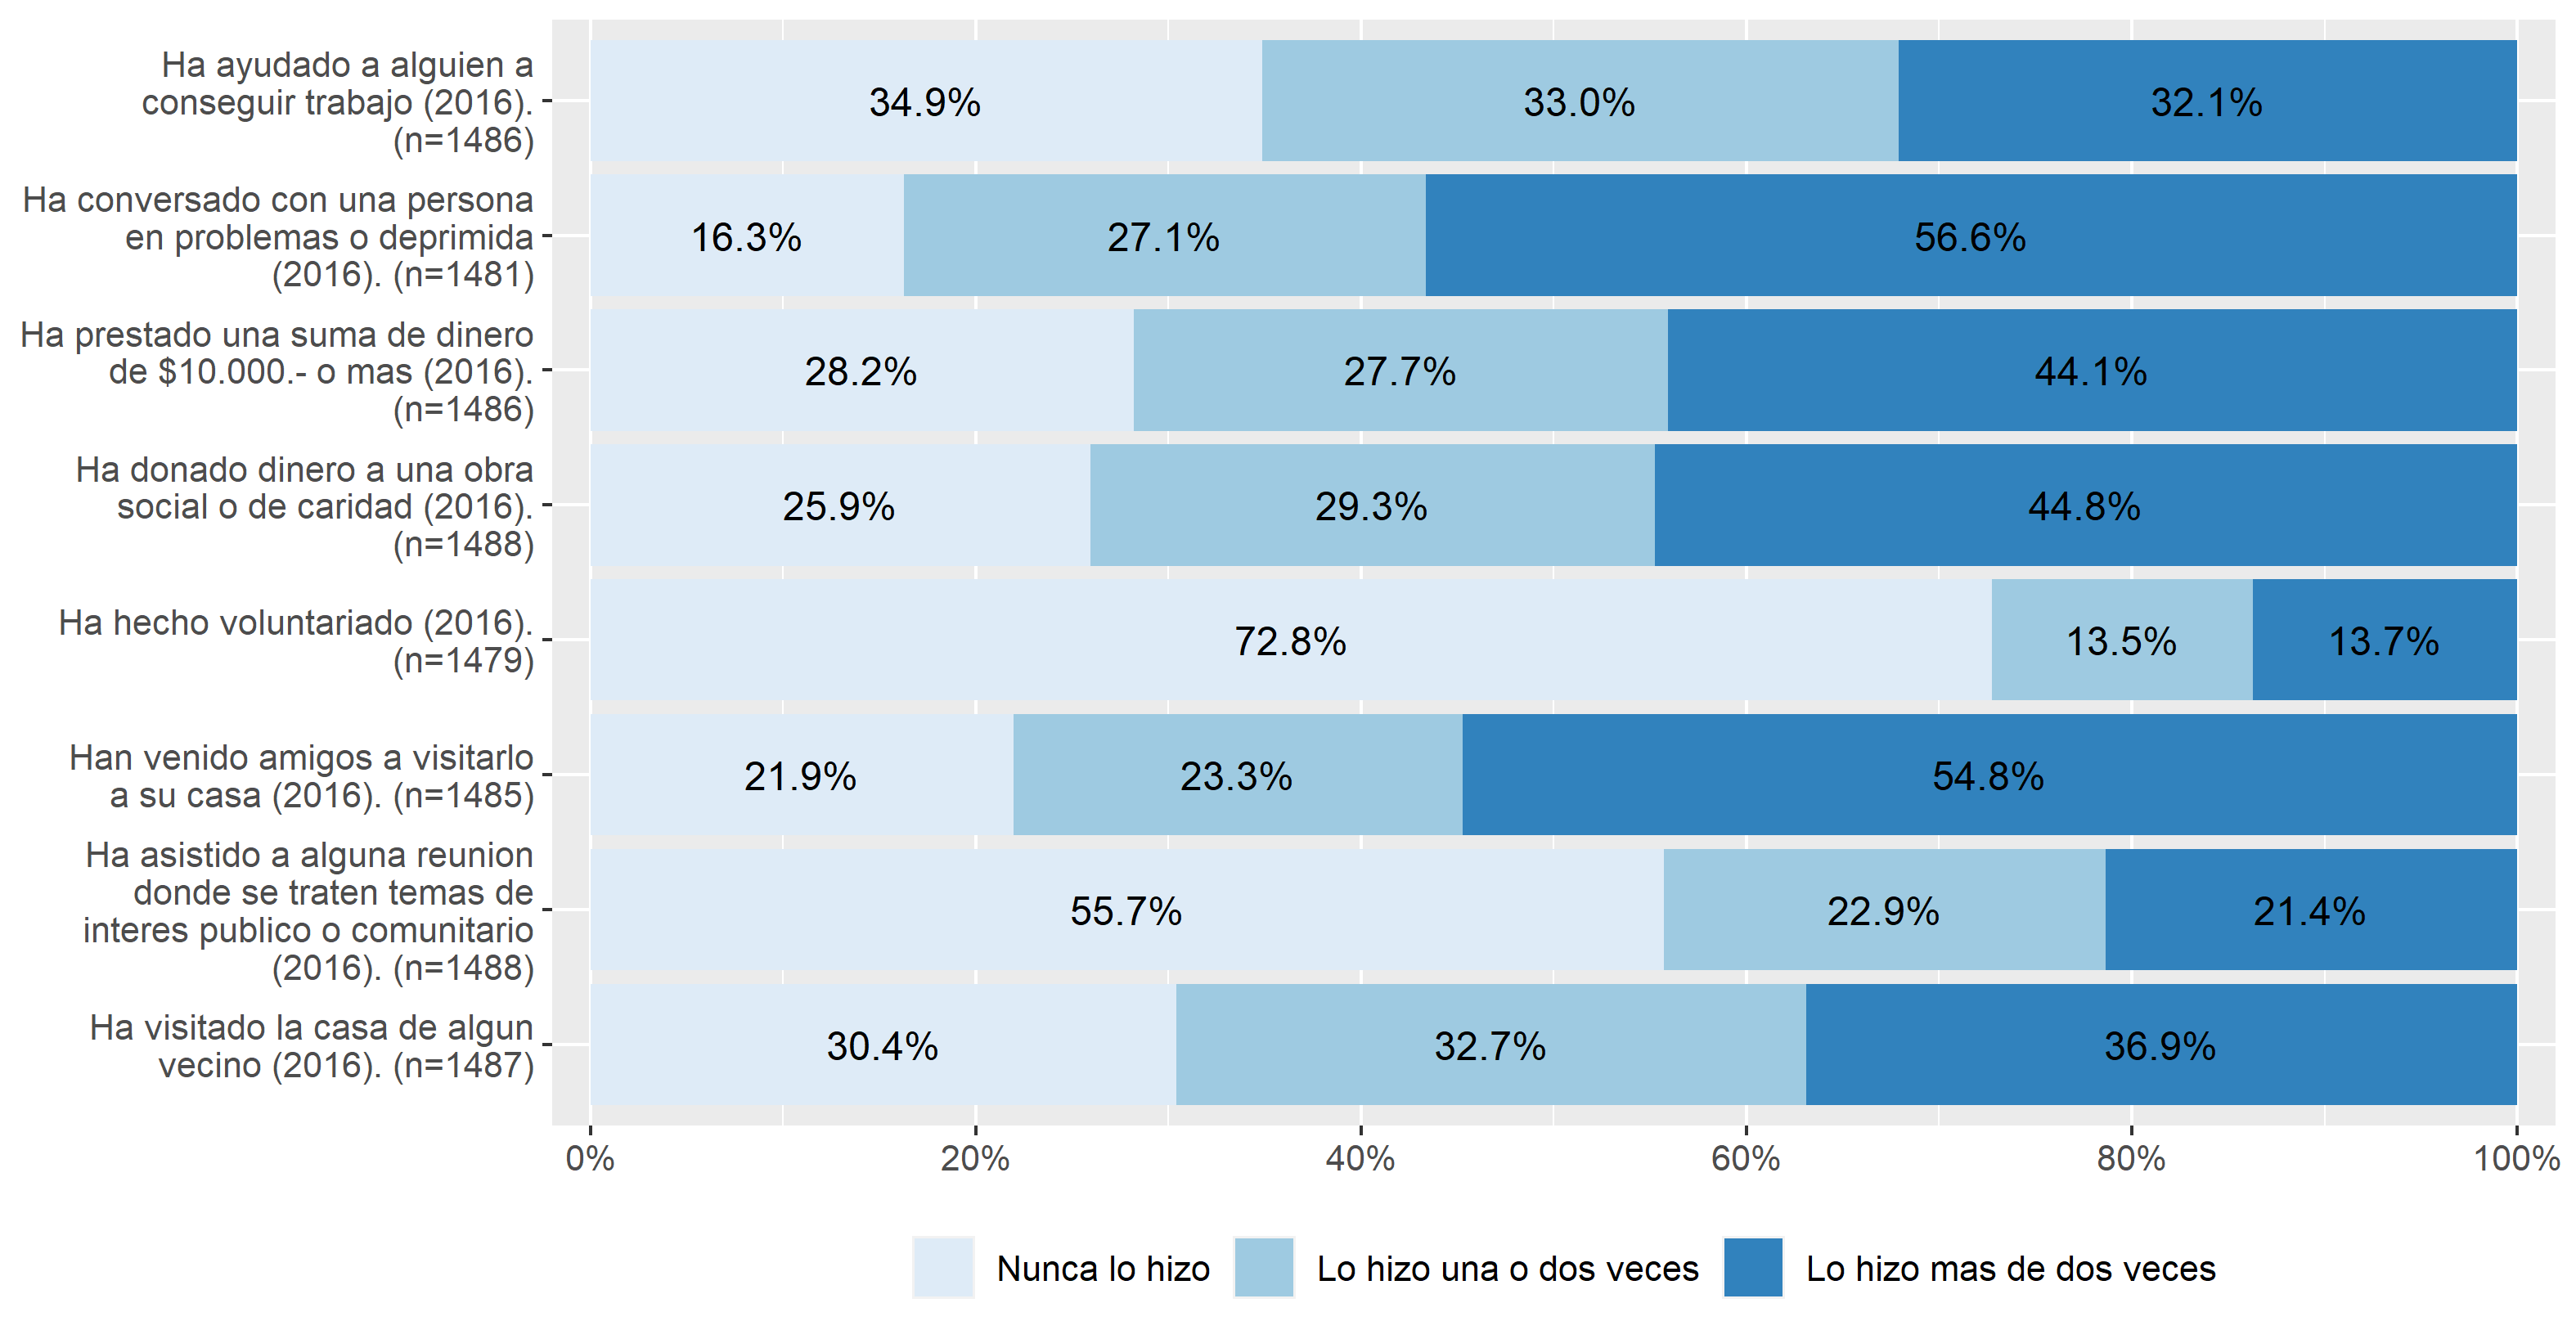 Ha ayudado a alguien a
conseguir trabajo (2016).
(n=1486)
34.9%
33.0%
32.1%
Ha conversado con una persona
en problemas o deprimida
(2016). (n=1481)
16.3%
27.1%
56.6%
Ha prestado una suma de dinero
de $10.000.- o mas (2016).
(n=1486)
28.2%
27.7%
44.1%
Ha donado dinero a una obra
social o de caridad (2016).
(n=1488)
25.9%
29.3%
44.8%
Ha hecho voluntariado (2016).
(n=1479)
72.8%
13.5%
13.7%
Han venido amigos a visitarlo
a su casa (2016). (n=1485)
21.9%
23.3%
54.8%
Ha asistido a alguna reunion
donde se traten temas de
interes publico o comunitario
(2016). (n=1488)
55.7%
22.9%
21.4%
Ha visitado la casa de algun
vecino (2016). (n=1487)
30.4%
32.7%
36.9%
0%
20%
40%
60%
80%
100%
Nunca lo hizo
Lo hizo una o dos veces
Lo hizo mas de dos veces